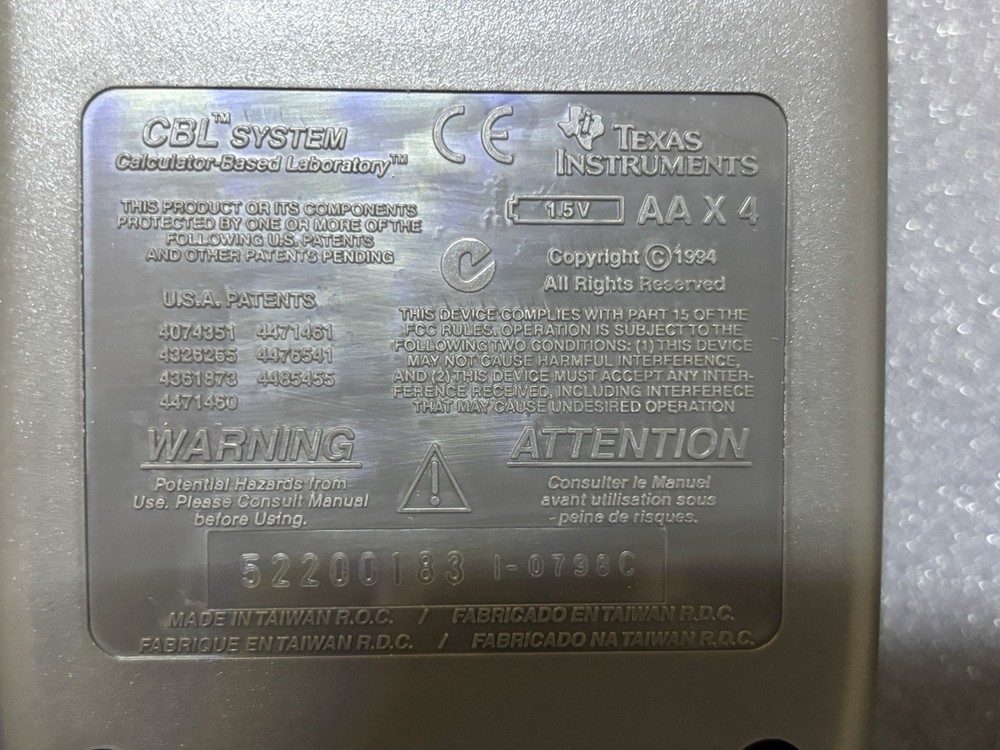 CBL™ SYSTEM
Calculator-Based Laboratory™
CE
TEXAS
INSTRUMENTS
THIS PRODUCT OR ITS COMPONENTS
PROTECTED BY ONE OR MORE OF THE
FOLLOWING U.S. PATENTS
AND OTHER PATENTS PENDING
1.5V AA X 4
Copyright ©1994
All Rights Reserved
U.S.A. PATENTS
4074351 4471461
4326265 4476541
4361873 4485455
4471460
THIS DEVICE COMPLIES WITH PART 15 OF THE
FCC RULES. OPERATION IS SUBJECT TO THE
FOLLOWING TWO CONDITIONS: (1) THIS DEVICE
MAY NOT CAUSE HARMFUL INTERFERENCE,
AND (2) THIS DEVICE MUST ACCEPT ANY INTER-
FERENCE RECEIVED, INCLUDING INTERFERECE
THAT MAY CAUSE UNDESIRED OPERATION
WARNING
Potential Hazards from
Use. Please Consult Manual
before Using.
ATTENTION
Consulter le Manuel
avant utilisation sous
peine de risques.
52200183 I-0796C
MADE IN TAIWAN R.O.C. / FABRICADO EN TAIWAN R.D.C.
FABRIQUE EN TAIWAN R.D.C. / FABRICADO NA TAIWAN R.D.C.